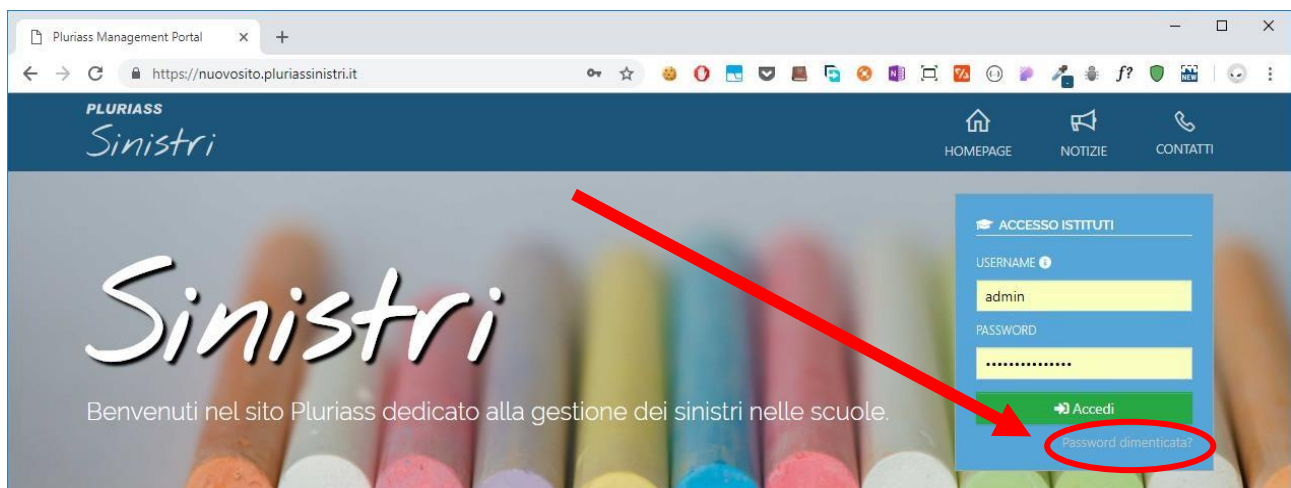 Pluriass Management Portal
https://nuovosito.pluriassinistri.it
f?
NEW
PLURIASS
Sinistri
HOMEPAGE
NOTIZIE
CONTATTI
ACCESSO ISTITUTI
USERNAME
admin
PASSWORD
••••••••••••••
Accedi
Password dimenticata?
Sinistri
Benvenuti nel sito Pluriass dedicato alla gestione dei sinistri nelle scuole.